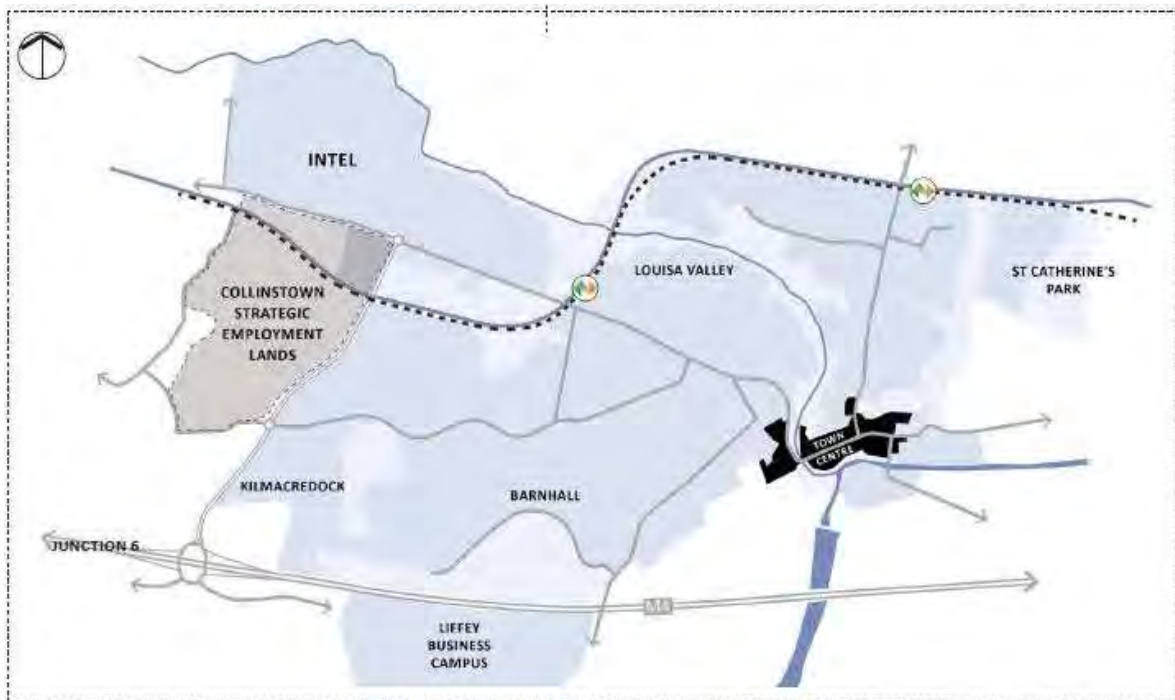 INTEL
LOUISA VALLEY
ST CATHERINE'S
PARK
COLLINSTOWN
STRATEGIC
EMPLOYMENT
LANDS
TOWN
CENTRE
KILMACREDOCK
BARNHALL
JUNCTION 6
M4
LIFFEY
BUSINESS
CAMPUS